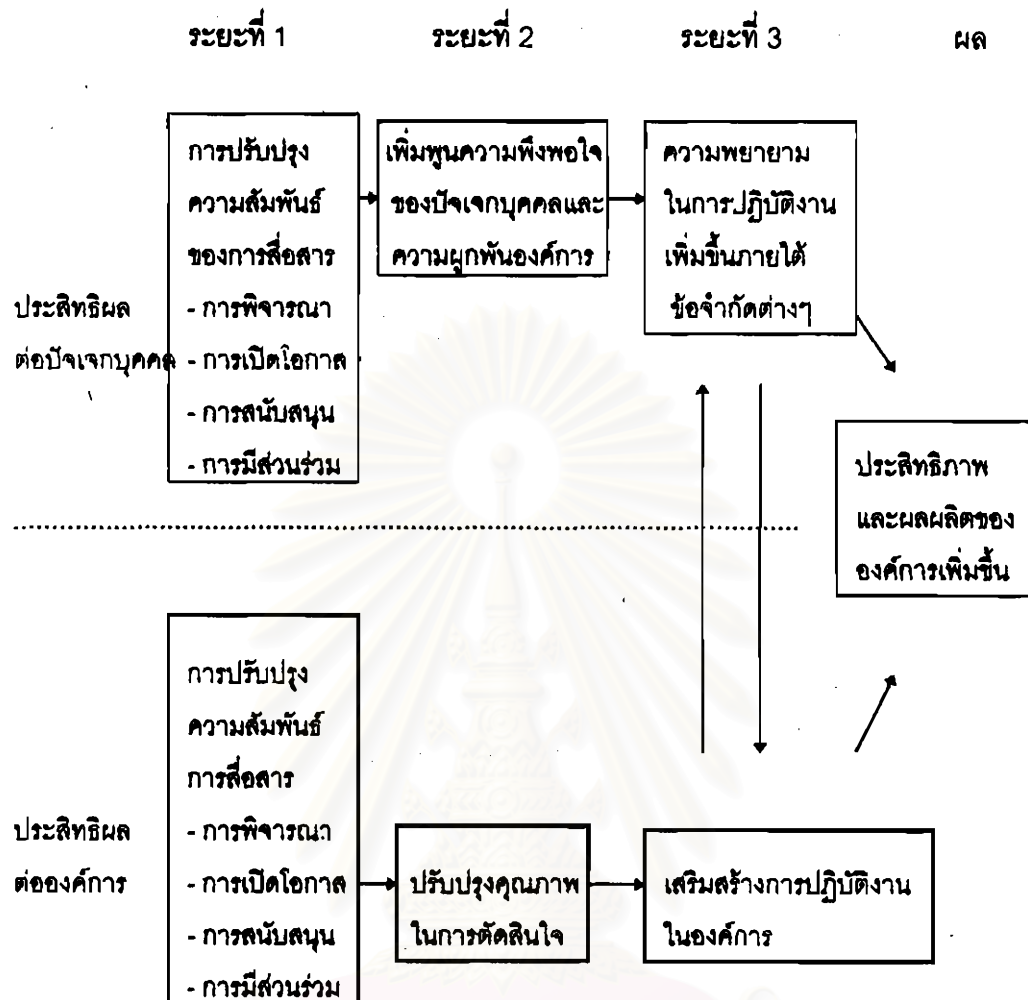 ระยะที่ 1 ระยะที่ 2 ระยะที่ 3 ผล
การปรับปรุง
ความสัมพันธ์
ของการสื่อสาร
- การพิจารณา
- การเปิดโอกาส
- การสนับสนุน
- การมีส่วนร่วม
เพิ่มพูนความพึงพอใจ
ของปัจเจกบุคคลและ
ความผูกพันองค์การ
ความพยายาม
ในการปฏิบัติงาน
เพิ่มขึ้นภายใต้
ข้อจำกัดต่างๆ
ประสิทธิผล
ต่อปัจเจกบุคคล
ประสิทธิภาพ
และผลผลิตของ
องค์การเพิ่มขึ้น
การปรับปรุง
ความสัมพันธ์
การสื่อสาร
- การพิจารณา
- การเปิดโอกาส
- การสนับสนุน
- การมีส่วนร่วม
ประสิทธิผล
ต่อองค์การ
ปรับปรุงคุณภาพ
ในการตัดสินใจ
เสริมสร้างการปฏิบัติงาน
ในองค์การ